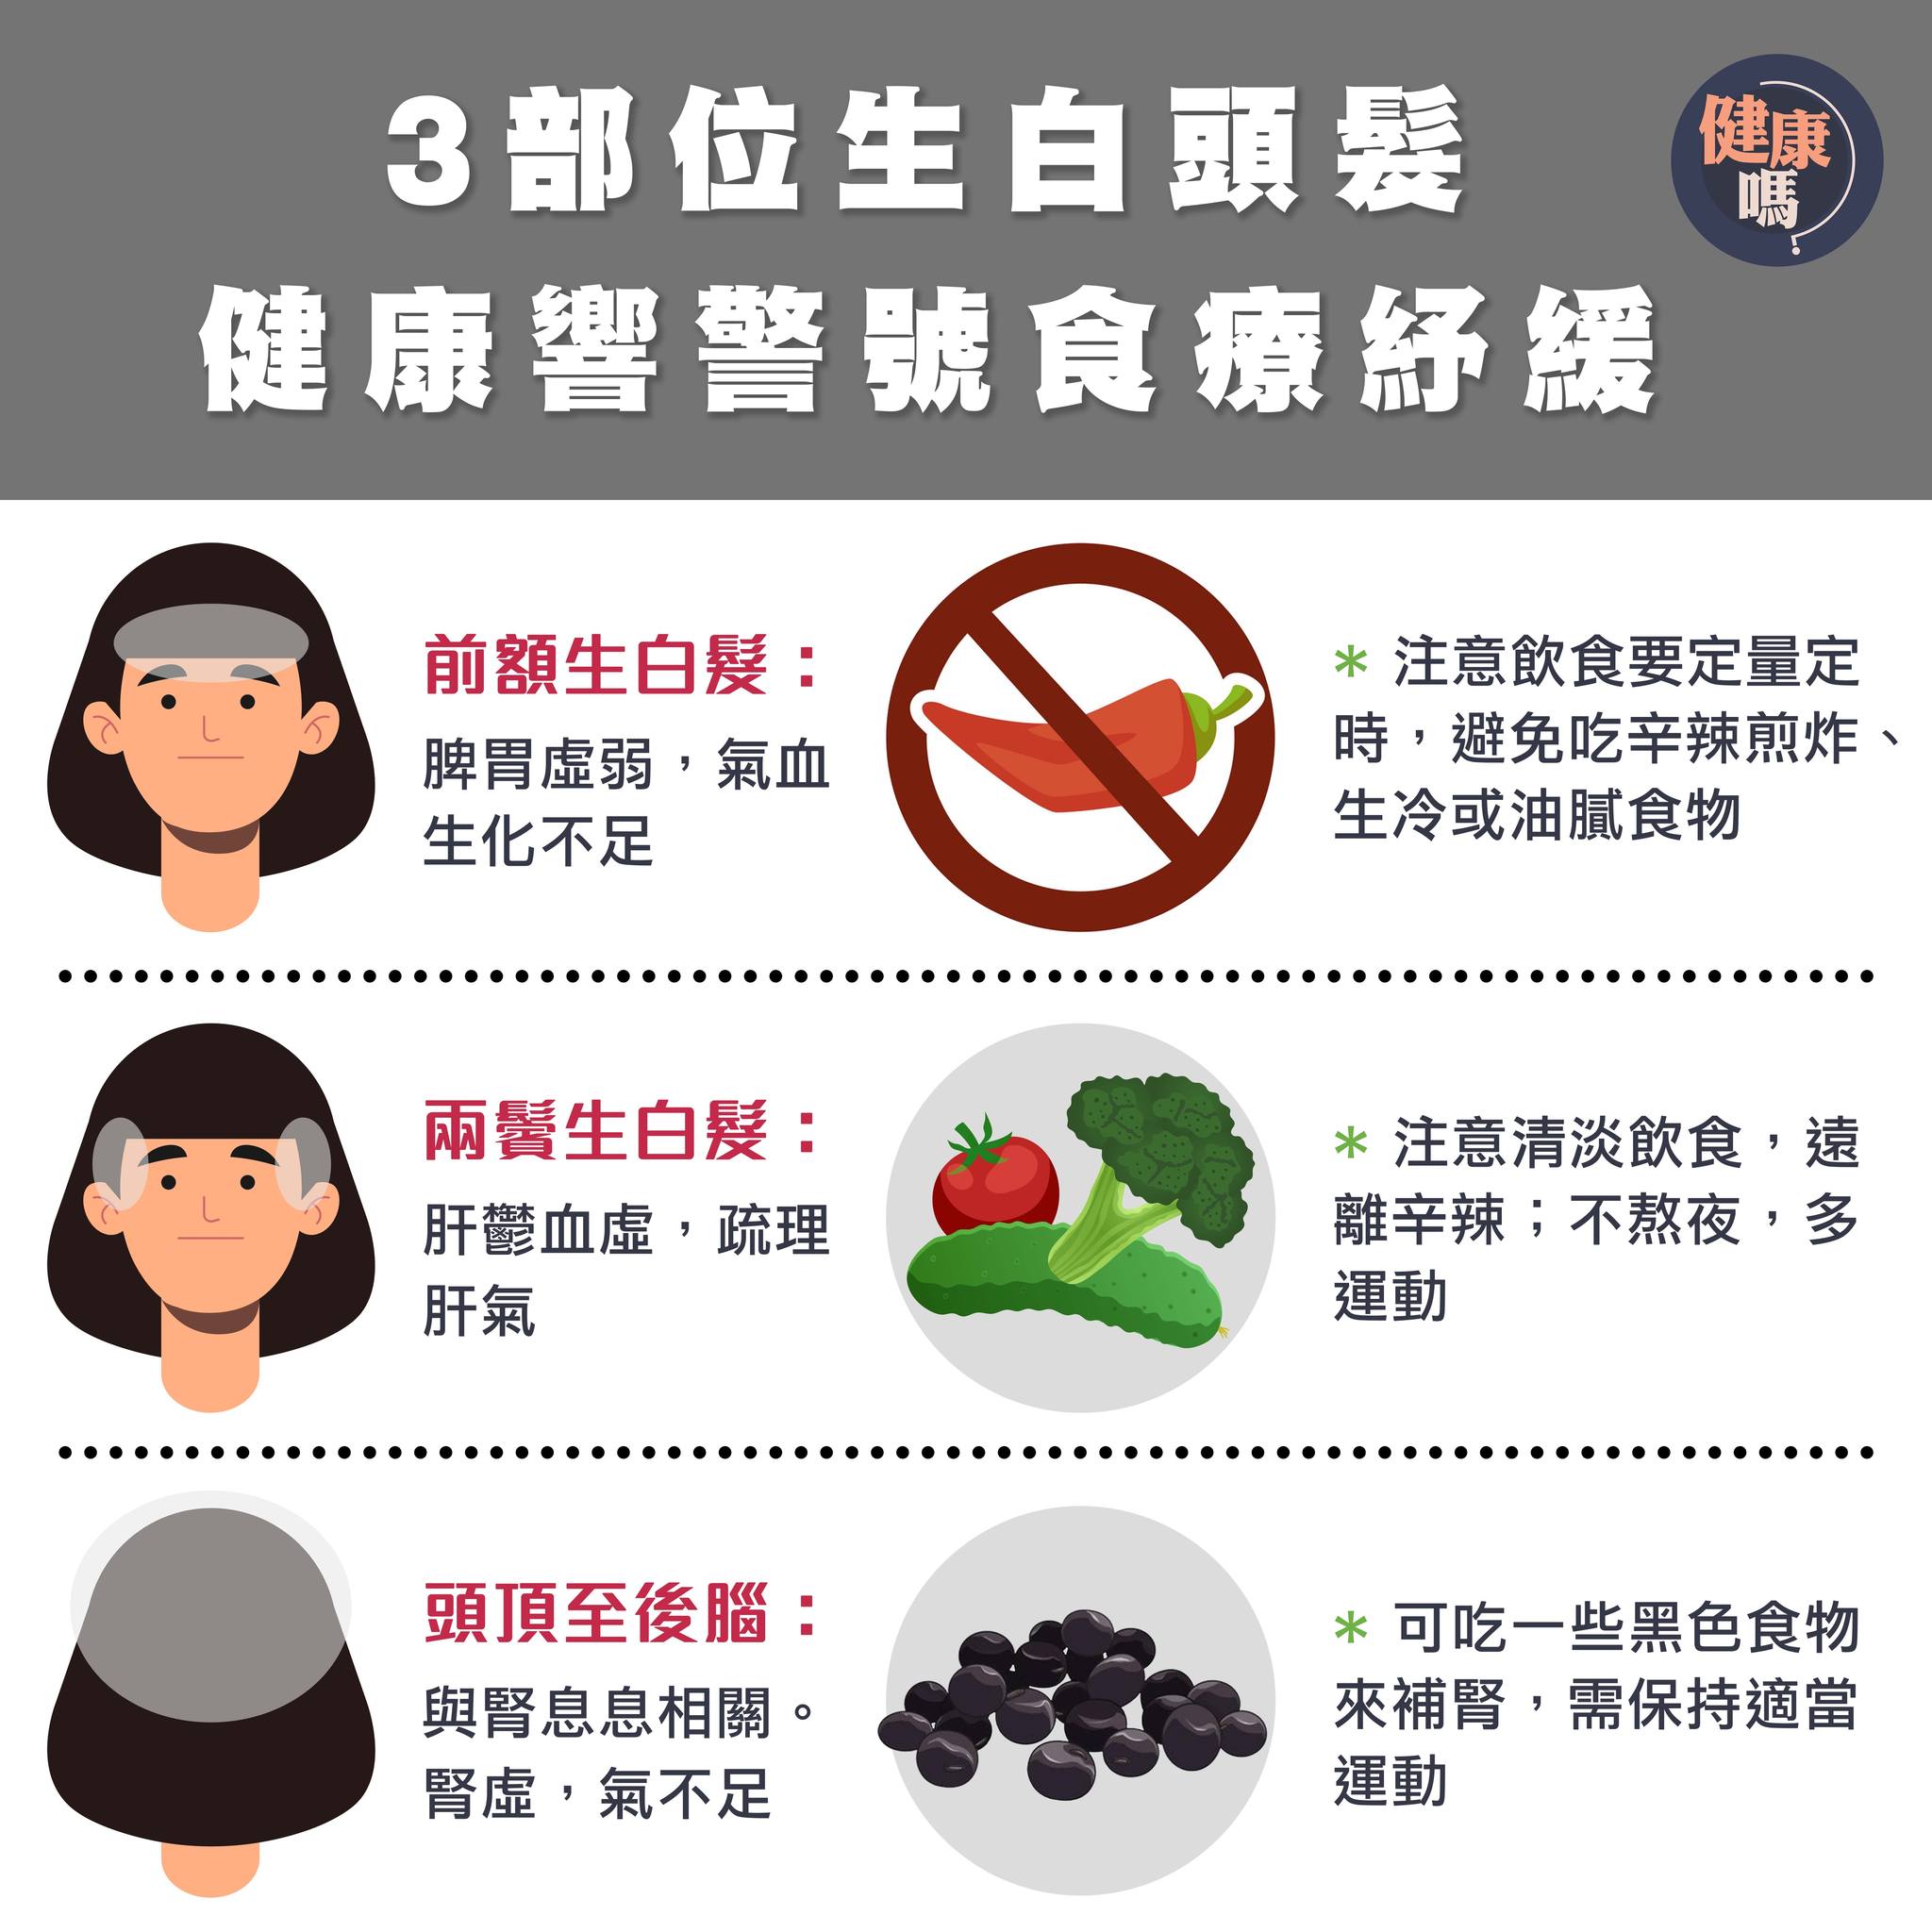 3部位生白頭髮
健康
嗎
健康響警號食療紓緩
前額生白髮：
脾胃虛弱，氣血
生化不足
* 注意飲食要定量定
時，避免吃辛辣煎炸、
生冷或油膩食物
兩鬢生白髮：
肝鬱血虛，疏理
肝氣
* 注意清淡飲食，遠
離辛辣；不熬夜，多
運動
頭頂至後腦：
與腎息息相關。
腎虛，氣不足
* 可吃一些黑色食物
來補腎，需保持適當
運動